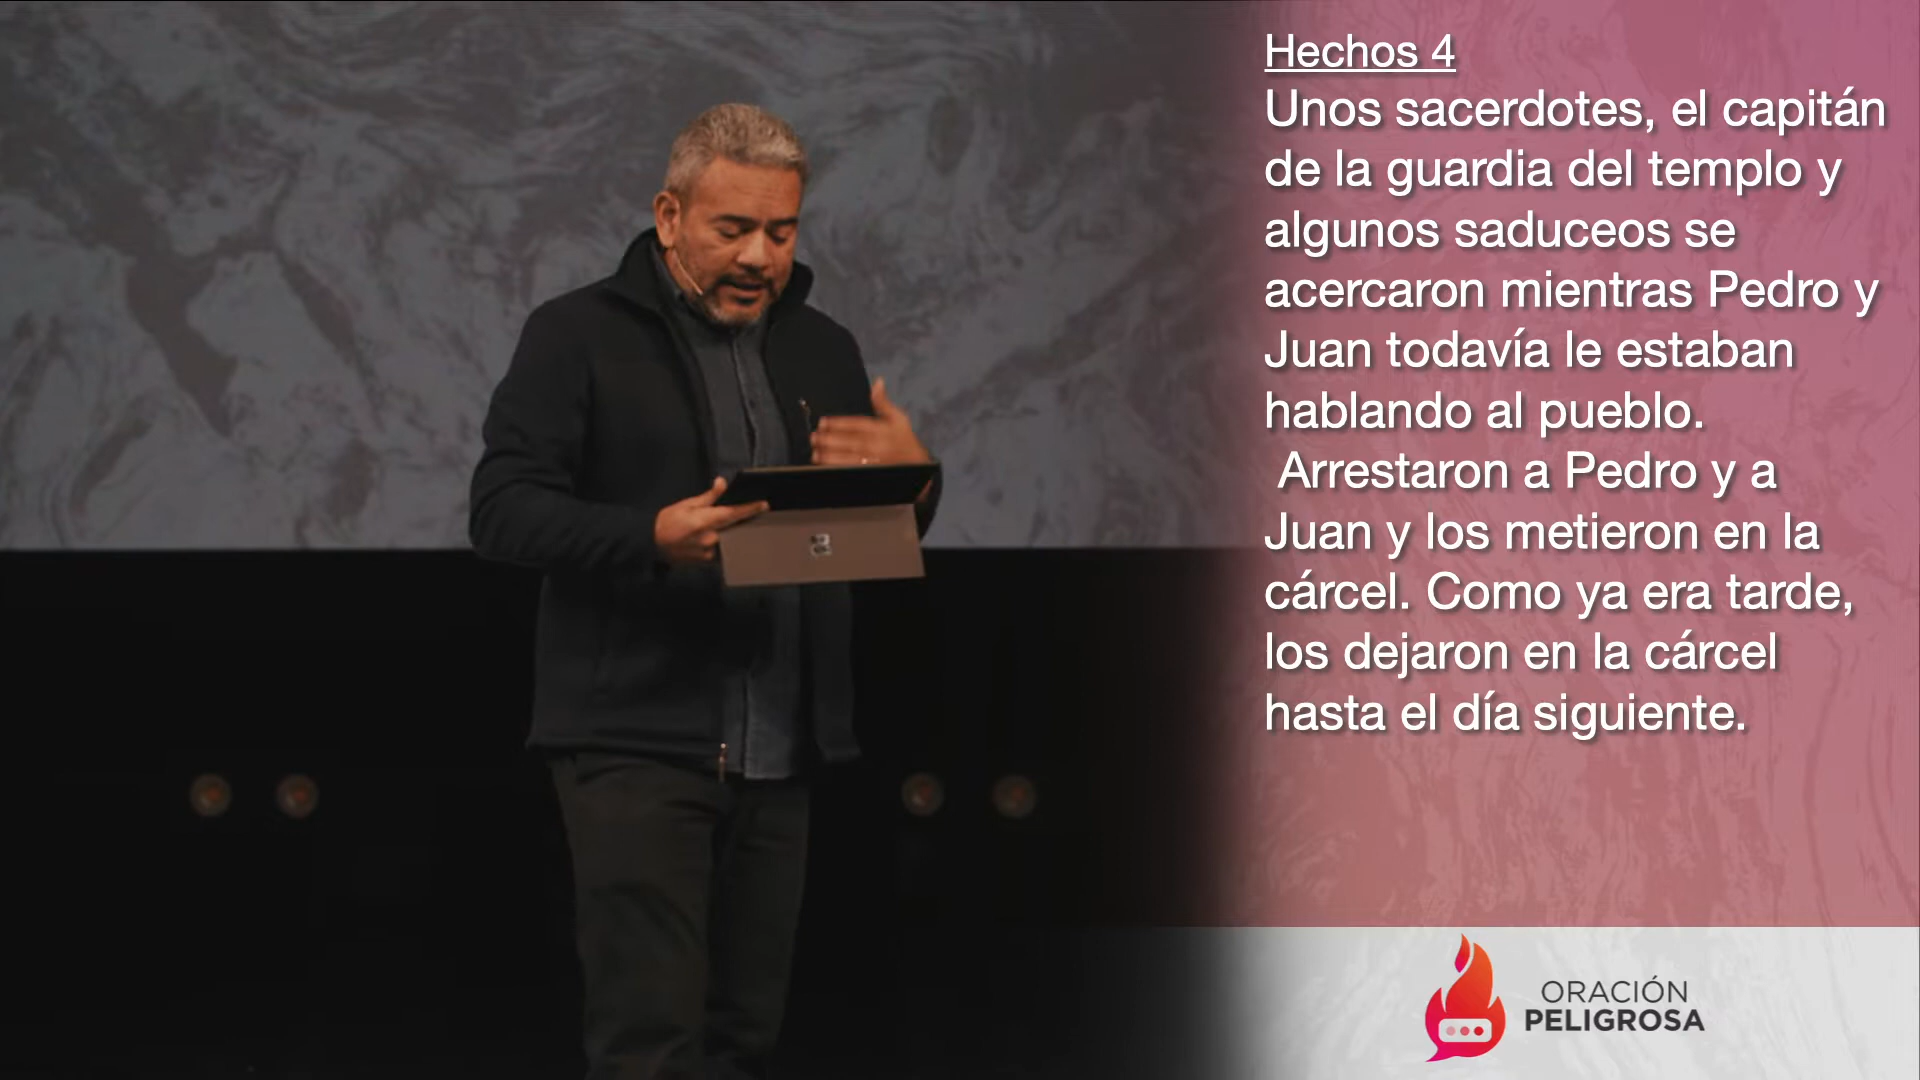 Hechos 4
Unos sacerdotes, el capitán
de la guardia del templo y
algunos saduceos se
acercaron mientras Pedro y
Juan todavía le estaban
hablando al pueblo.
Arrestaron a Pedro y a
Juan y los metieron en la
cárcel. Como ya era tarde,
los dejaron en la cárcel
hasta el día siguiente.
ORACIÓN
PELIGROSA